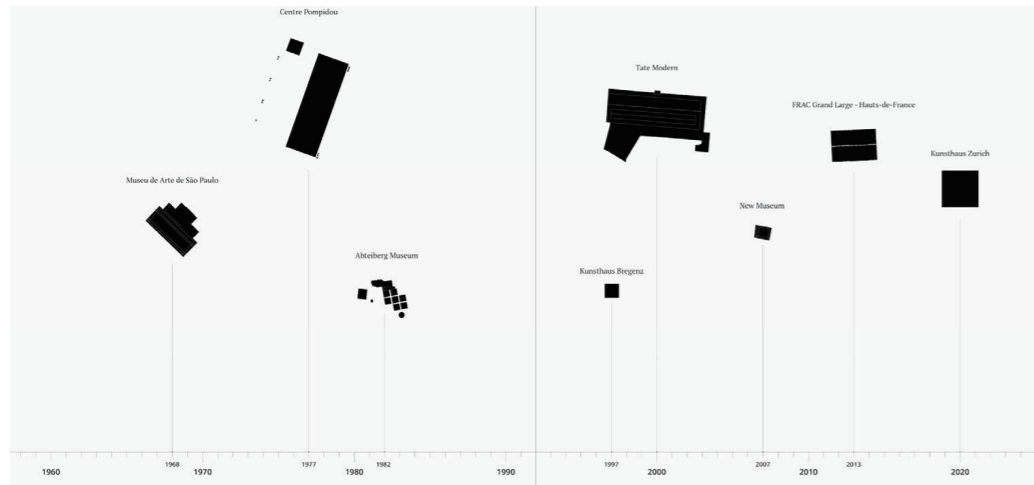 Centre Pompidou
Tate Modern
FRAC Grand Large - Hauts-de-France
Kunsthaus Zurich
Museu de Arte de São Paulo
New Museum
Abteiberg Museum
Kunsthaus Bregenz
1968
1977
1982
1997
2007
2013
1960
1970
1980
1990
2000
2010
2020